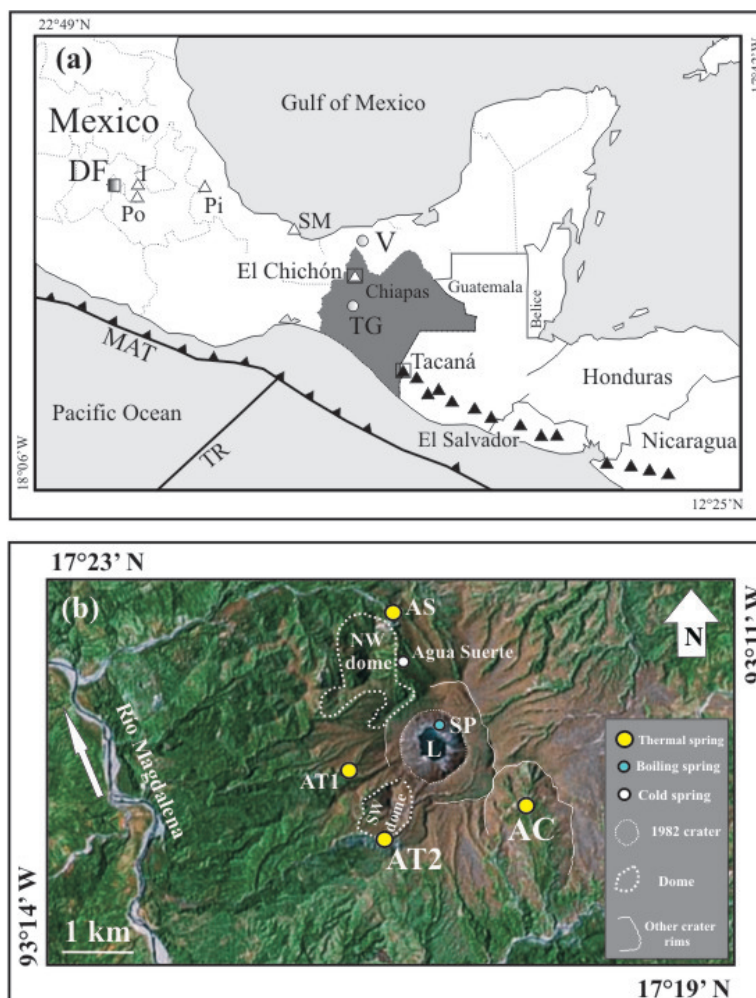 22°49'N
17°42'W
(a)
Gulf of Mexico
Mexico
DF
I
Po
Pi
SM
V
El Chichón
Chiapas
Guatemala
Belice
TG
MAT
Tacaná
Honduras
Pacific Ocean
El Salvador
Nicaragua
TR
18°06'W
12°25'N
17°23' N
93°11' W
(b)
AS
N
NW
dome
Agua Suerte
SP
L
Rio Magdalena
AT1
SW
dome
AC
AT2
Thermal spring
Boiling spring
Cold spring
1982 crater
Dome
Other crater
rims
93°14' W
1 km
17°19' N